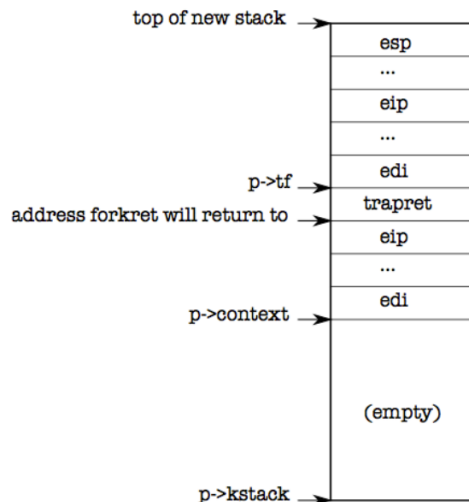 top of new stack
esp
...
eip
...
edi
p->tf
trapret
address forkret will return to
eip
...
edi
p->context
(empty)
p->kstack